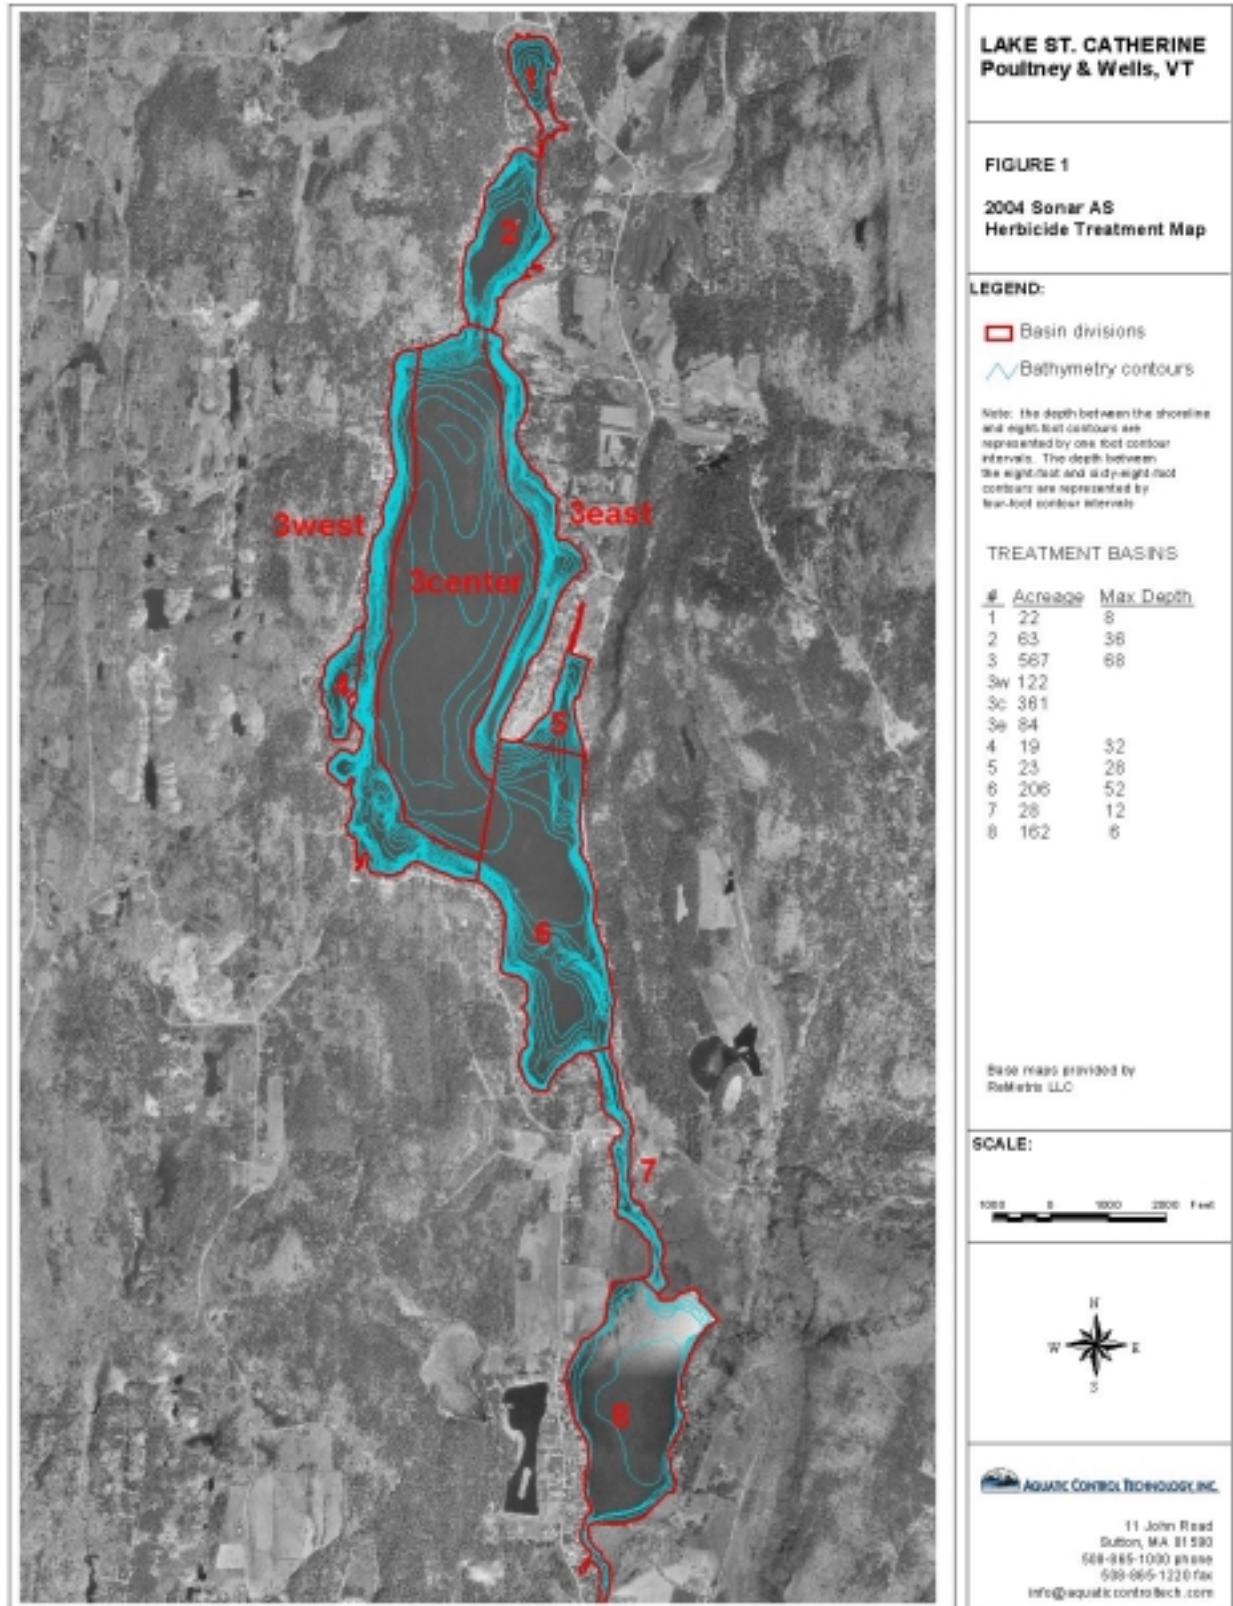 LAKE ST. CATHERINE
Poultney & Wells, VT
FIGURE 1
2004 Sonar AS
Herbicide Treatment Map
LEGEND:
Basin divisions
Bathymetry contours
Note: the depth between the shoreline
and eight-foot contours are
represented by one foot contour
intervals. The depth between
the eight-foot and sixty-eight-foot
contours are represented by
four-foot contour intervals
TREATMENT BASINS
# Acreage Max Depth
1 22 8
2 63 36
3 567 68
3w 122
3c 361
3e 84
4 19 32
5 23 28
6 206 52
7 28 12
8 162 6
Base maps provided by
ReMetrix LLC
SCALE:
1000 0 1000 2000 Feet
N
W E
S
AQUATIC CONTROL TECHNOLOGY, INC.
11 John Road
Sutton, MA 01590
508-865-1000 phone
508-865-1220 fax
info@aquaticcontroltech.com
1
2
3west
3east
3center
4
5
6
7
8